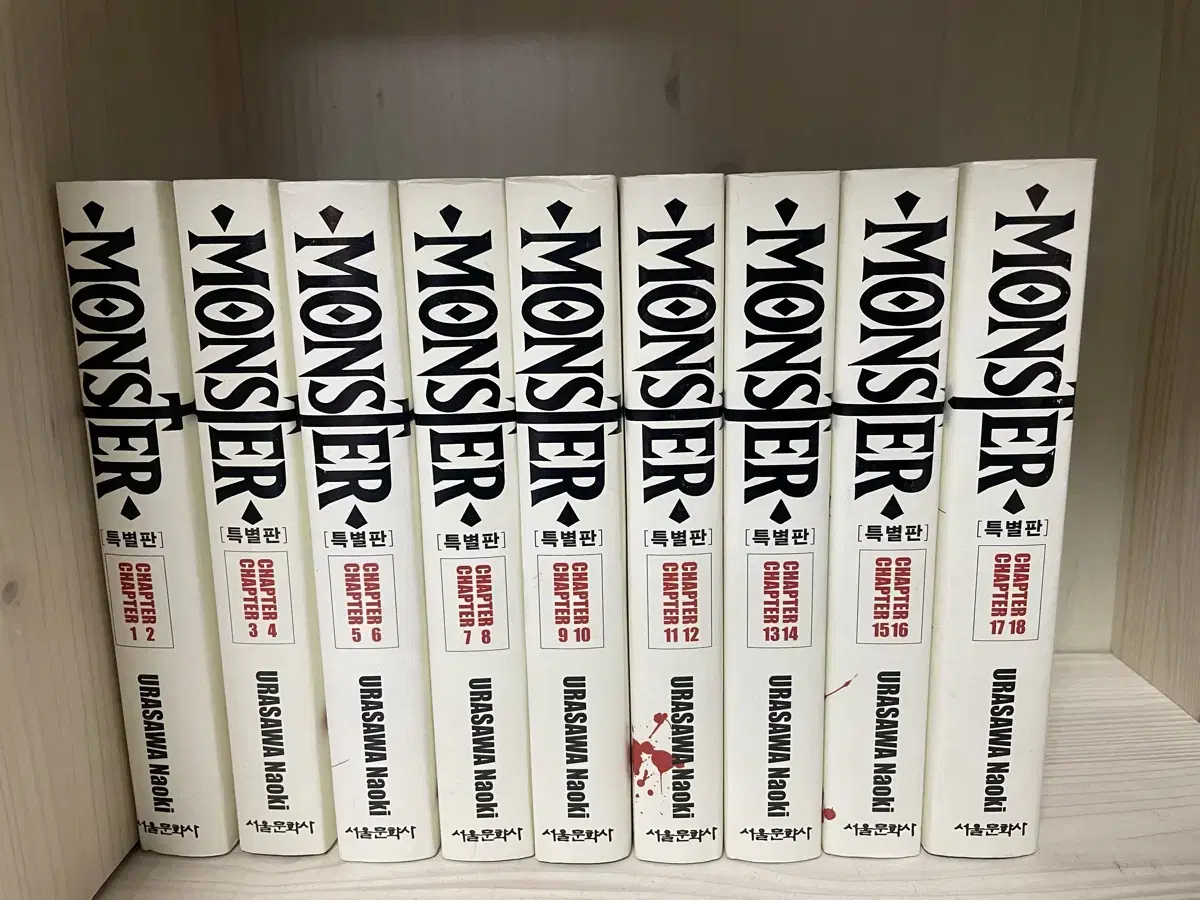 MONSTER
[특별판]
CHAPTER 1
CHAPTER 2
URASAWA Naoki
서울문화사
MONSTER
[특별판]
CHAPTER 3
CHAPTER 4
URASAWA Naoki
서울문화사
MONSTER
[특별판]
CHAPTER 5
CHAPTER 6
URASAWA Naoki
서울문화사
MONSTER
[특별판]
CHAPTER 7
CHAPTER 8
URASAWA Naoki
서울문화사
MONSTER
[특별판]
CHAPTER 9
CHAPTER 10
URASAWA Naoki
서울문화사
MONSTER
[특별판]
CHAPTER 11
CHAPTER 12
URASAWA Naoki
서울문화사
MONSTER
[특별판]
CHAPTER 13
CHAPTER 14
URASAWA Naoki
서울문화사
MONSTER
[특별판]
CHAPTER 15
CHAPTER 16
URASAWA Naoki
서울문화사
MONSTER
[특별판]
CHAPTER 17
CHAPTER 18
URASAWA Naoki
서울문화사